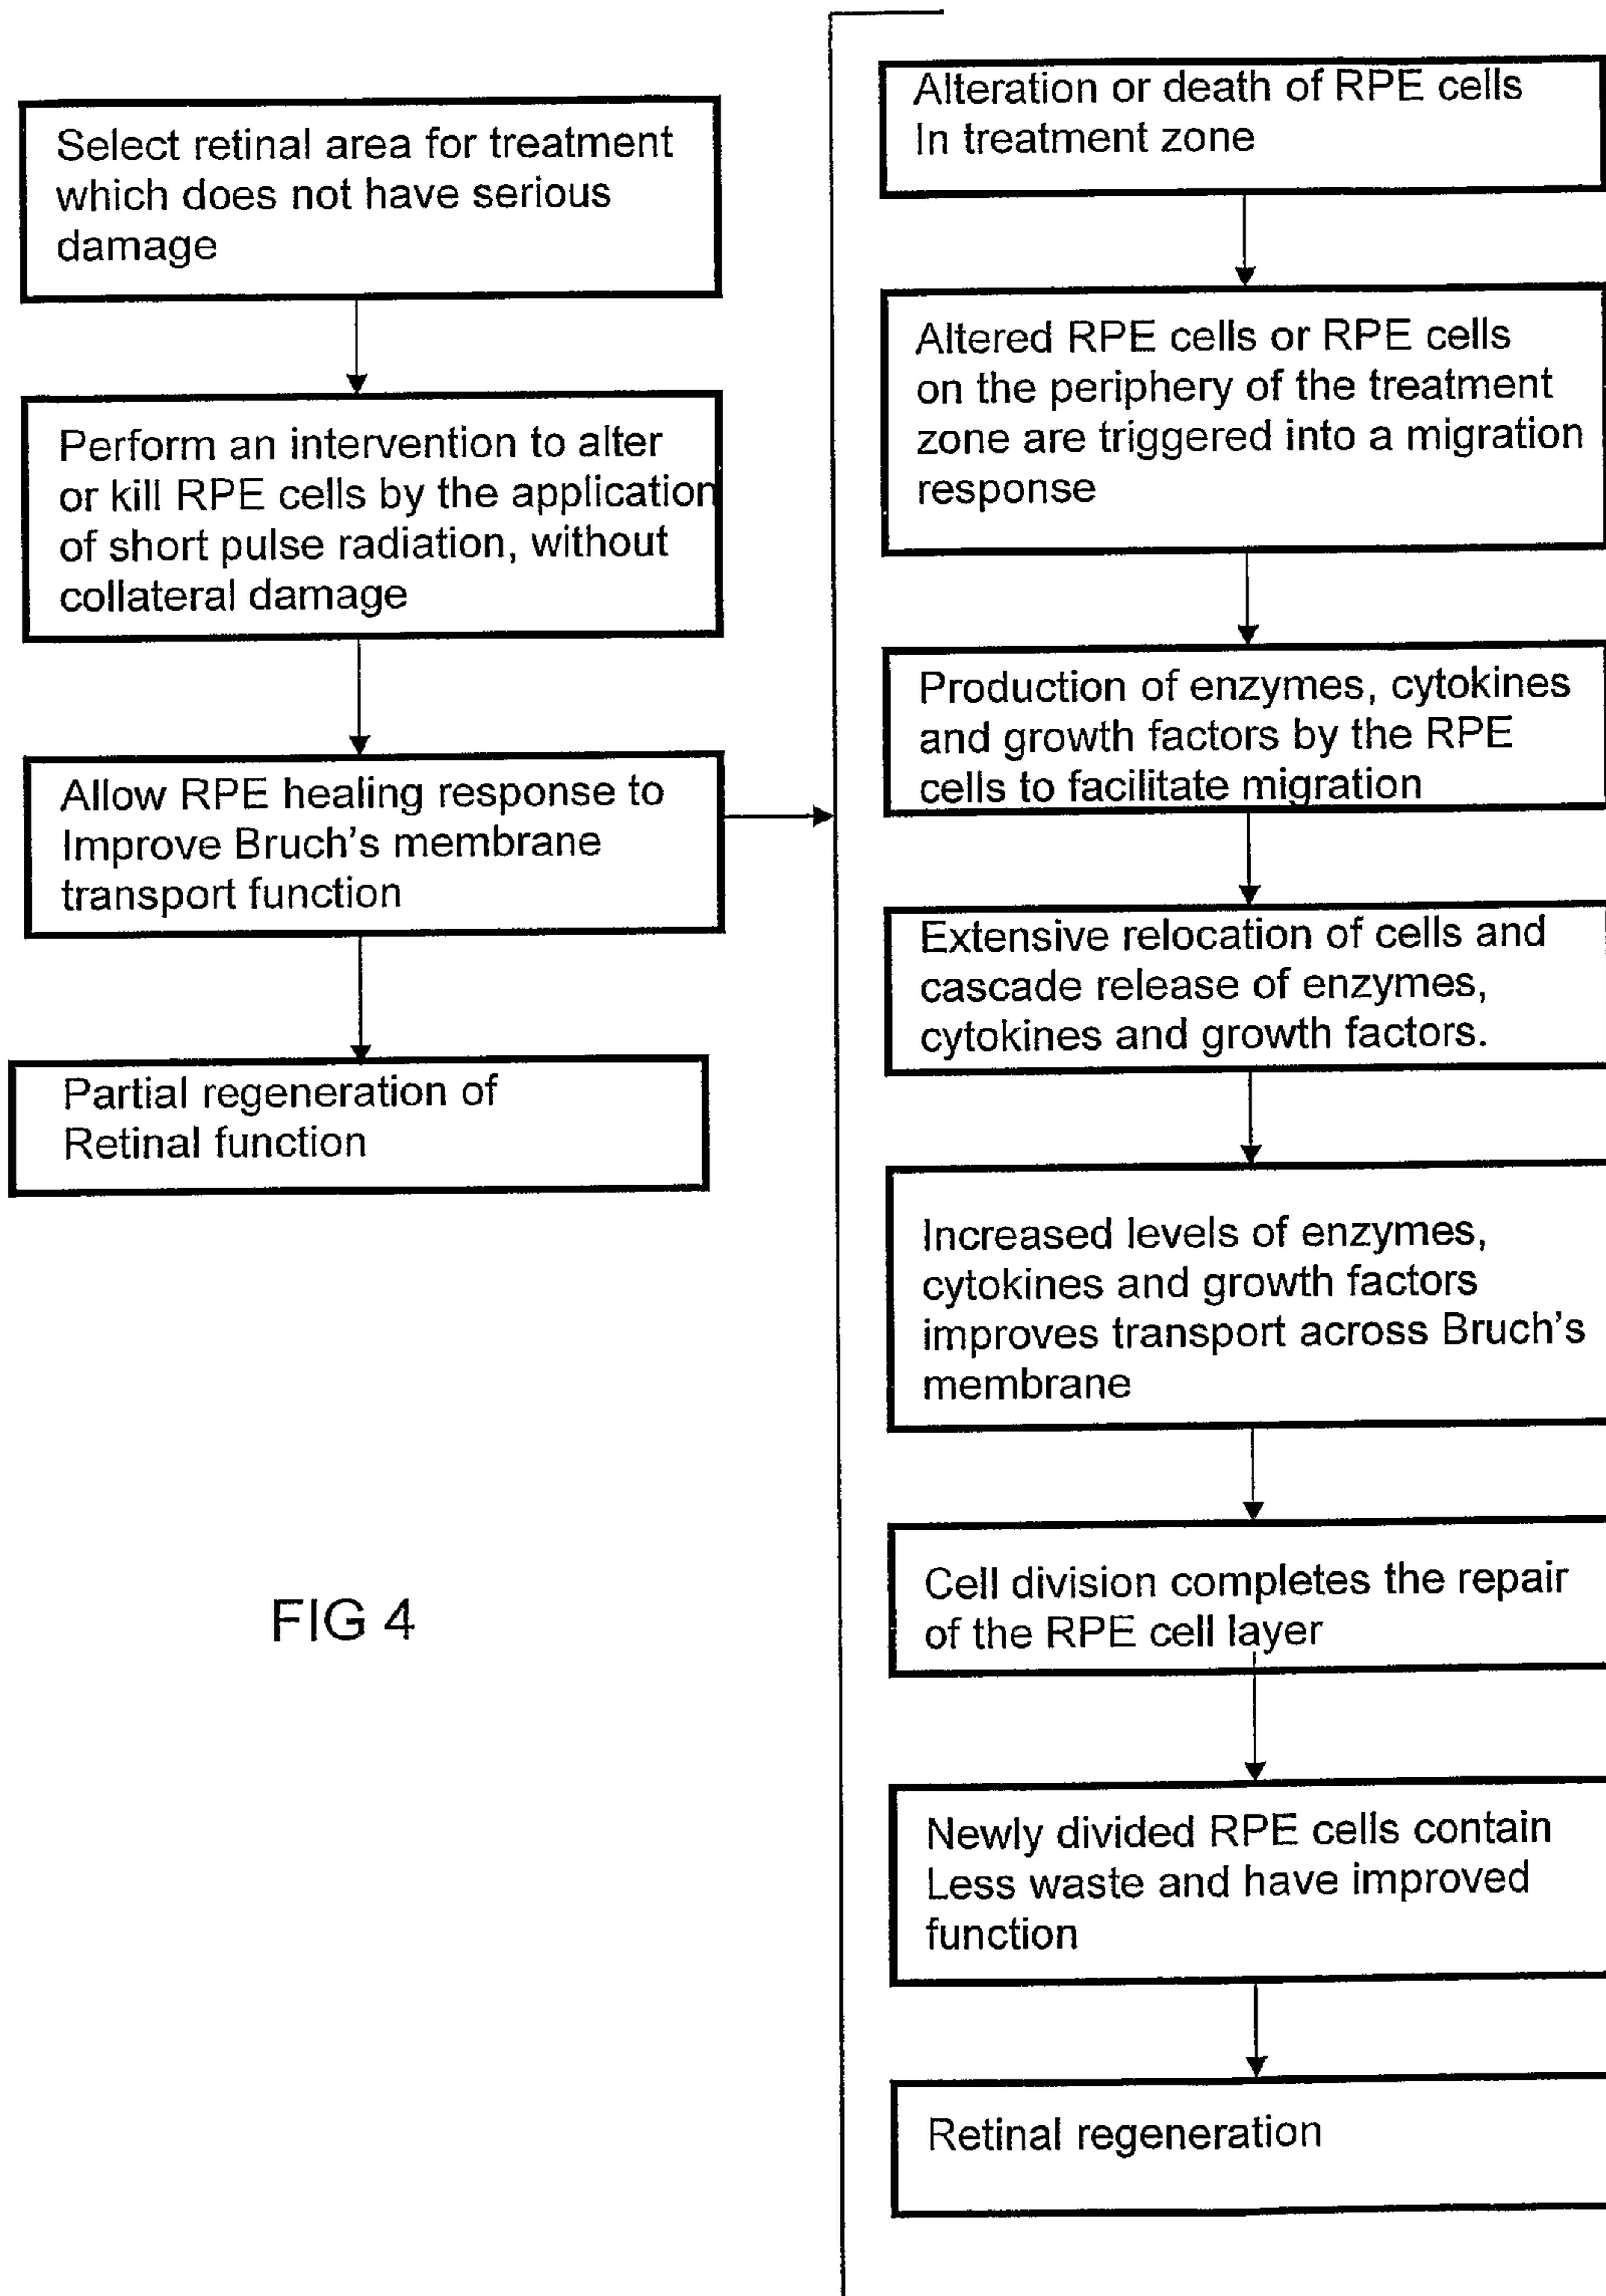 Select retinal area for treatment
which does not have serious
damage
Perform an intervention to alter
or kill RPE cells by the application
of short pulse radiation, without
collateral damage
Allow RPE healing response to
Improve Bruch's membrane
transport function
Partial regeneration of
Retinal function
FIG 4
Alteration or death of RPE cells
In treatment zone
Altered RPE cells or RPE cells
on the periphery of the treatment
zone are triggered into a migration
response
Production of enzymes, cytokines
and growth factors by the RPE
cells to facilitate migration
Extensive relocation of cells and
cascade release of enzymes,
cytokines and growth factors.
Increased levels of enzymes,
cytokines and growth factors
improves transport across Bruch's
membrane
Cell division completes the repair
of the RPE cell layer
Newly divided RPE cells contain
Less waste and have improved
function
Retinal regeneration